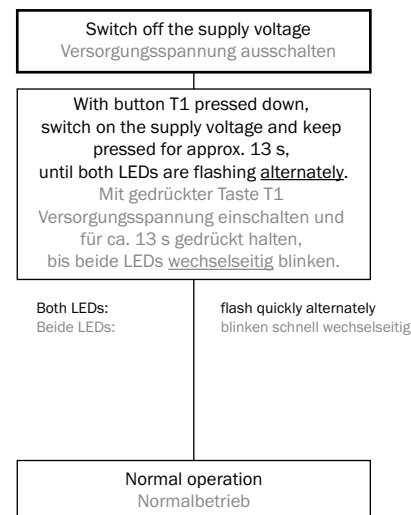 Switch off the supply voltage
Versorgungsspannung ausschalten
With button T1 pressed down,
switch on the supply voltage and keep
pressed for approx. 13 s,
until both LEDs are flashing alternately.
Mit gedrückter Taste T1
Versorgungsspannung einschalten und
für ca. 13 s gedrückt halten,
bis beide LEDs wechselseitig blinken.
Both LEDs: flash quickly alternately
Beide LEDs: blinken schnell wechselseitig
Normal operation
Normalbetrieb